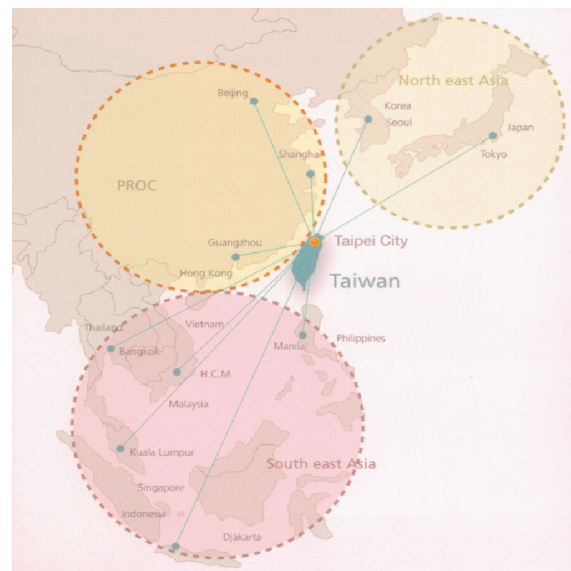 North east Asia
Beijing
Korea
Seoul
Japan
Tokyo
Shanghai
PROC
Guangzhou
Taipei City
Hong Kong
Taiwan
Thailand
Vietnam
Manila
Philippines
Bangkok
H.C.M
Malaysia
Kuala Lumpur
South east Asia
Singapore
Indonesia
Djakarta